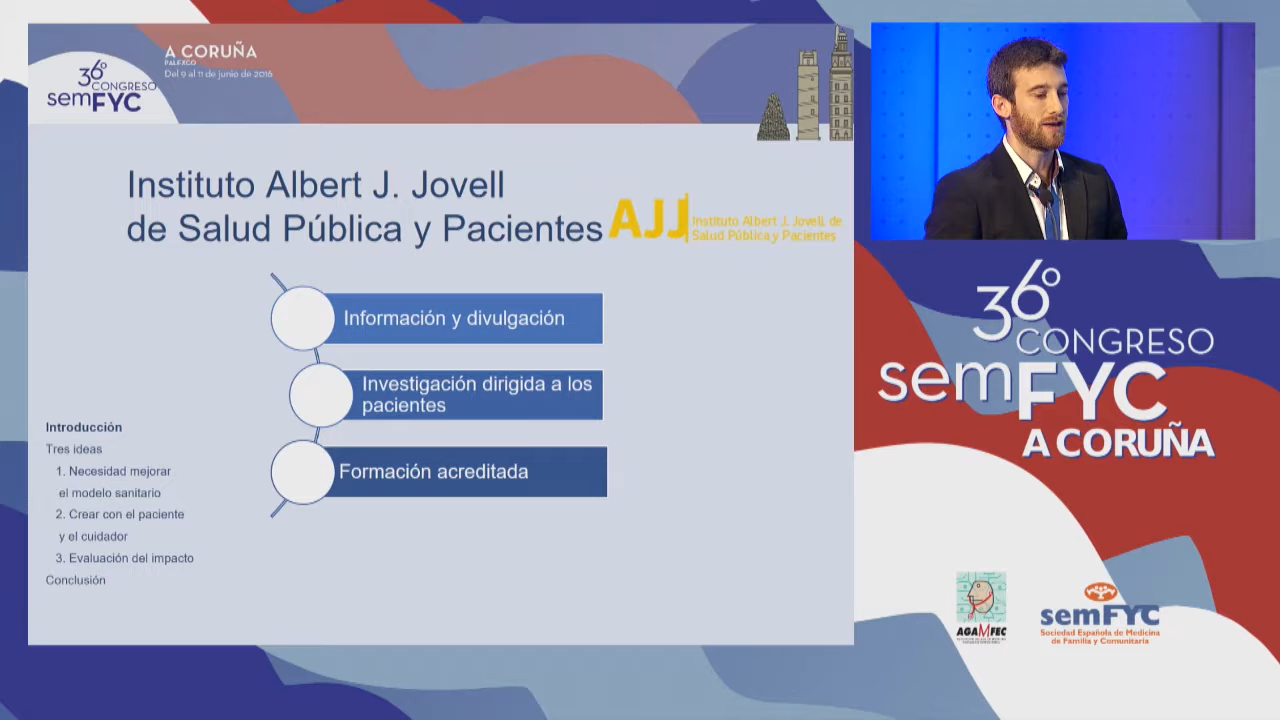 36º
CONGRESO
semFYC
A CORUÑA
PALEXCO
Del 9 al 11 de junio de 2016
Instituto Albert J. Jovell
de Salud Pública y Pacientes
AJJ
Instituto Albert J. Jovell de
Salud Pública y Pacientes
Información y divulgación
Investigación dirigida a los
pacientes
Formación acreditada
Introducción
Tres ideas
1. Necesidad mejorar
el modelo sanitario
2. Crear con el paciente
y el cuidador
3. Evaluación del impacto
Conclusión
36º
CONGRESO
semFYC
A CORUÑA
AGAMFEC
semFYC
Sociedad Española de Medicina
de Familia y Comunitaria